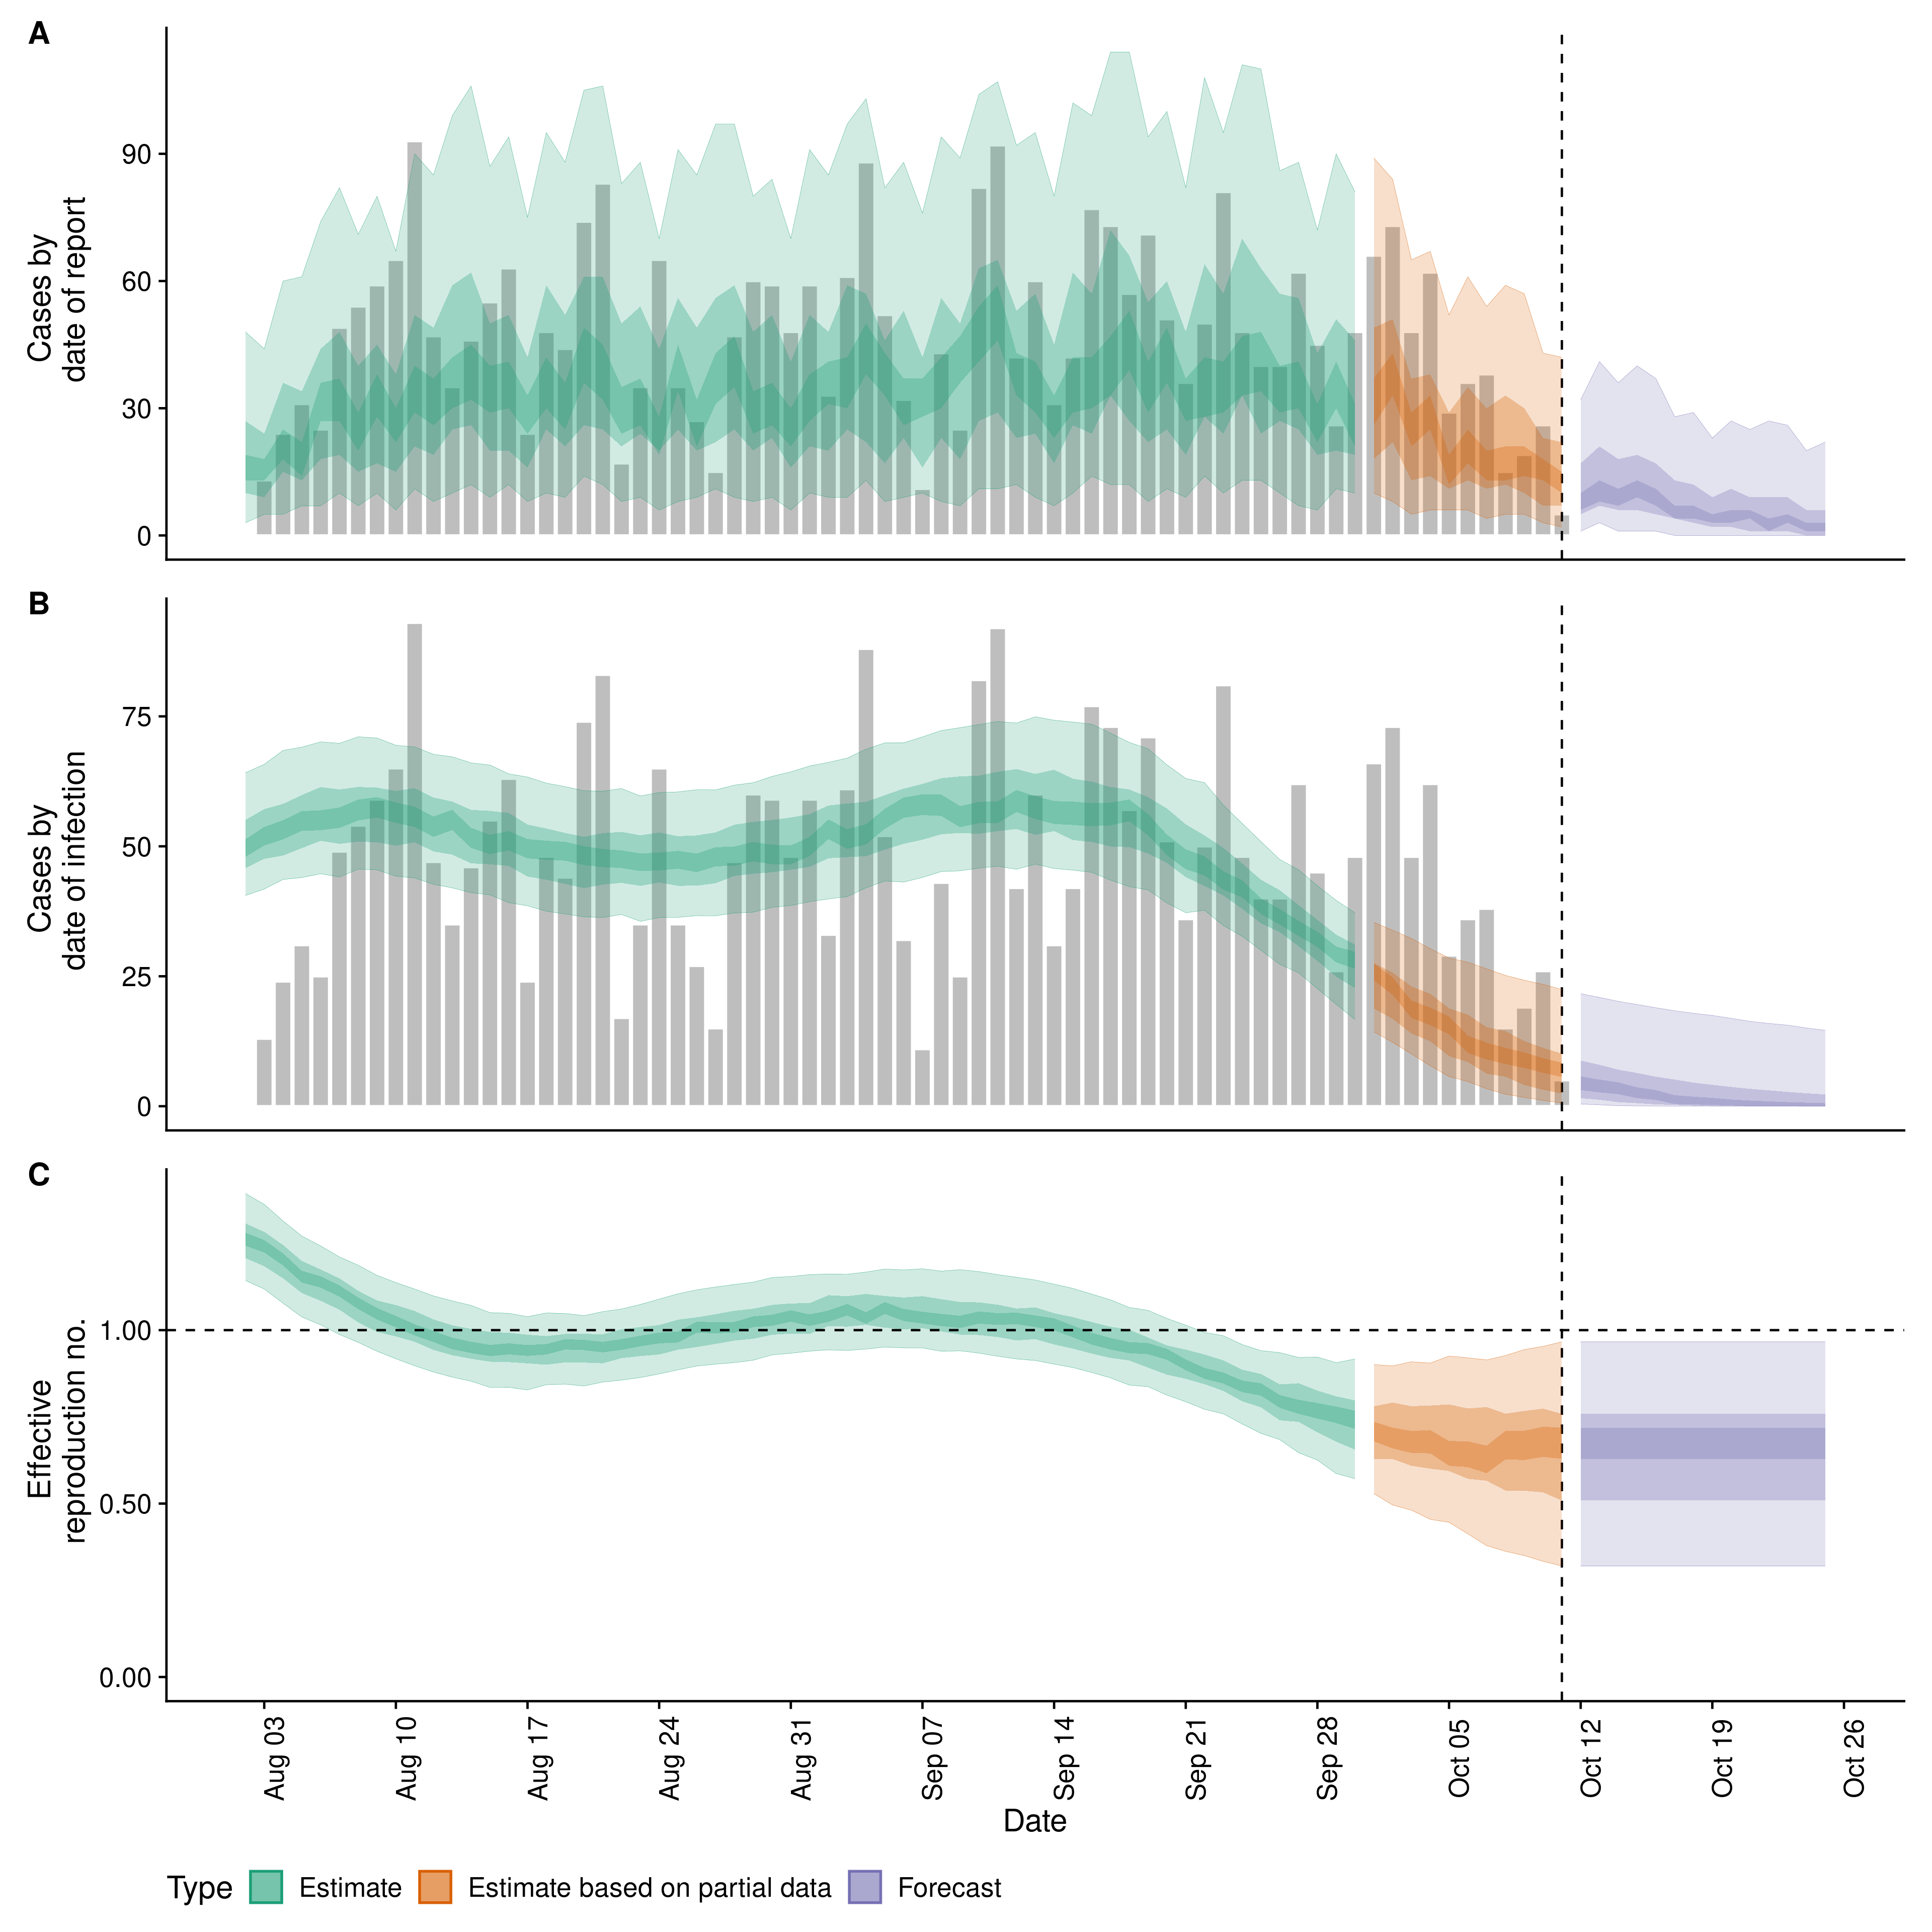 A
Cases by
date of report
90
60
30
0
B
Cases by
date of infection
75
50
25
0
C
Effective
reproduction no.
1.00
0.50
0.00
Aug 03
Aug 10
Aug 17
Aug 24
Aug 31
Sep 07
Sep 14
Sep 21
Sep 28
Oct 05
Oct 12
Oct 19
Oct 26
Date
Type Estimate Estimate based on partial data Forecast